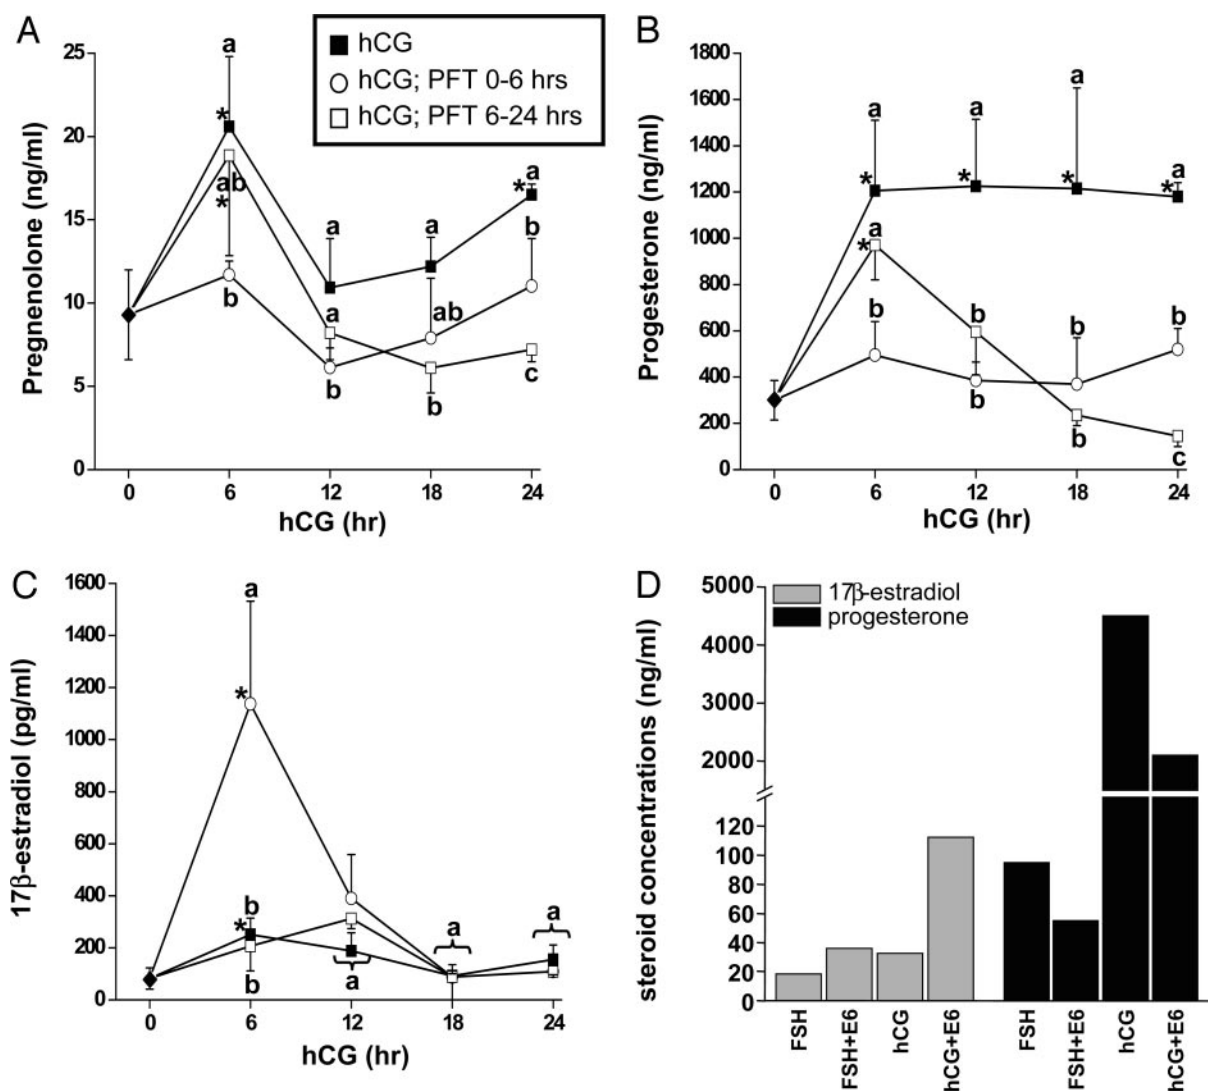 A
hCG
hCG; PFT 0-6 hrs
hCG; PFT 6-24 hrs
Pregnenolone (ng/ml)
25
20
15
10
5
0
a
*
ab
*
b
a
a
b
a
ab
b
*
a
b
c
0 6 12 18 24
hCG (hr)
B
Progesterone (ng/ml)
1800
1600
1400
1200
1000
800
600
400
200
0
a
*
a
*
b
a
*
b
b
a
*
b
b
a
*
b
c
0 6 12 18 24
hCG (hr)
C
17β-estradiol (pg/ml)
1600
1400
1200
1000
800
600
400
200
0
a
*
b
*
b
a
a
a
0 6 12 18 24
hCG (hr)
D
17β-estradiol
progesterone
steroid concentrations (ng/ml)
5000
4000
3000
2000
120
100
80
60
40
20
0
FSH
FSH+E6
hCG
hCG+E6
FSH
FSH+E6
hCG
hCG+E6